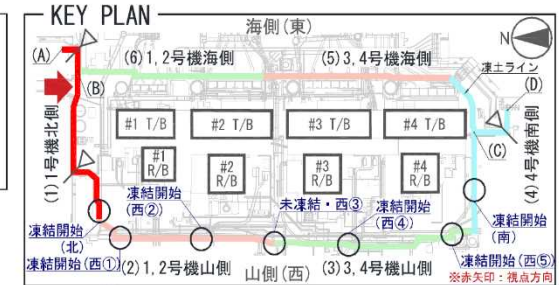 KEY PLAN
海側(東)
N
(A)
(6) 1, 2号機海側
(5) 3, 4号機海側
凍土ライン
(B)
(D)
(1) 1号機北側
#1 T/B
#2 T/B
#3 T/B
#4 T/B
(C)
(4) 4号機南側
#1
R/B
#2
R/B
#3
R/B
#4
R/B
凍結開始
(西②)
未凍結・西③
凍結開始
(西④)
凍結開始
(南)
凍結開始
(北)
凍結開始(西①)
(2) 1, 2号機山側
山側(西)
(3) 3, 4号機山側
凍結開始(西⑤)
※赤矢印：視点方向